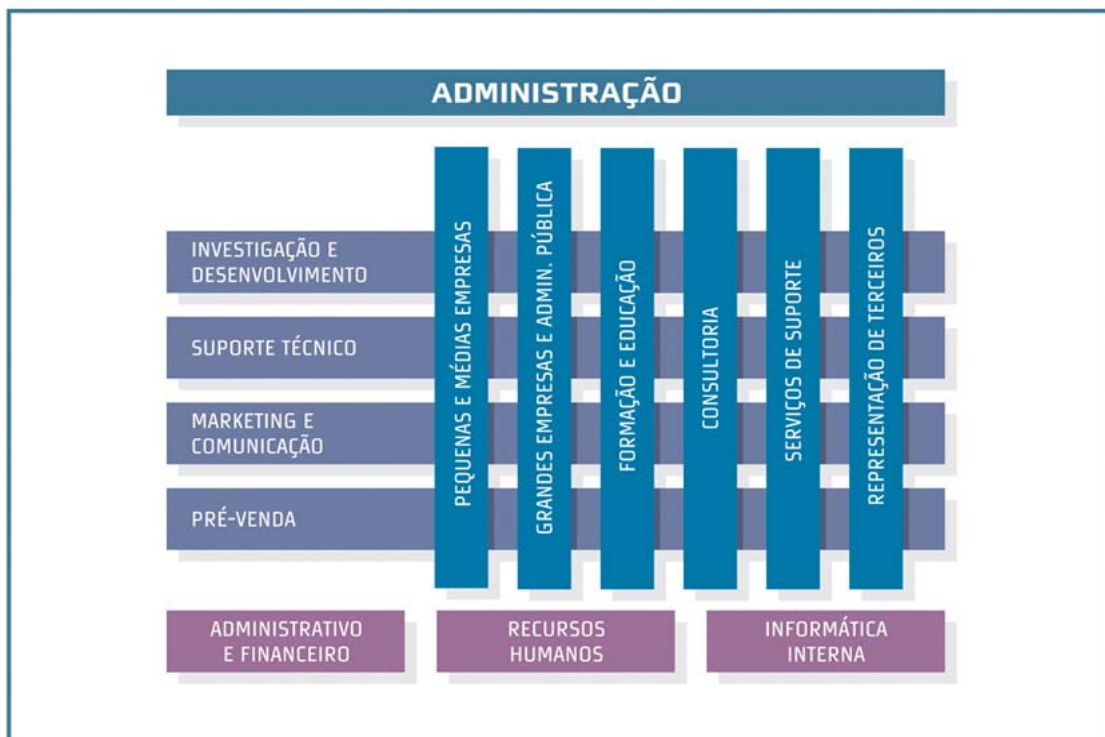 ADMINISTRAÇÃO
INVESTIGAÇÃO E
DESENVOLVIMENTO
SUPORTE TÉCNICO
MARKETING E
COMUNICAÇÃO
PRÉ-VENDA
PEQUENAS E MÉDIAS EMPRESAS
GRANDES EMPRESAS E ADMIN. PÚBLICA
FORMAÇÃO E EDUCAÇÃO
CONSULTORIA
SERVIÇOS DE SUPORTE
REPRESENTAÇÃO DE TERCEIROS
ADMINISTRATIVO
E FINANCEIRO
RECURSOS
HUMANOS
INFORMÁTICA
INTERNA